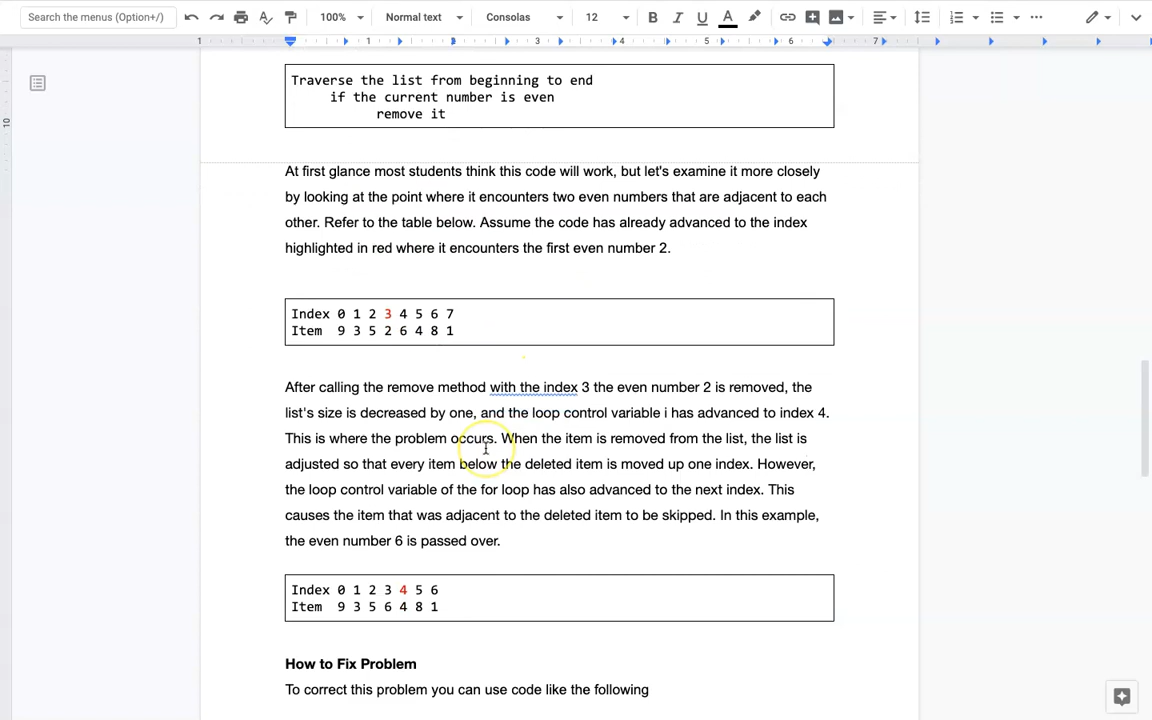 Search the menus (Option+/)
100%
Normal text
Consolas
12
B I U A
1 1 2 3 4 5 6 7
10
Traverse the list from beginning to end
if the current number is even
remove it
At first glance most students think this code will work, but let's examine it more closely
by looking at the point where it encounters two even numbers that are adjacent to each
other. Refer to the table below. Assume the code has already advanced to the index
highlighted in red where it encounters the first even number 2.
Index 0 1 2 3 4 5 6 7
Item 9 3 5 2 6 4 8 1
After calling the remove method with the index 3 the even number 2 is removed, the
list's size is decreased by one, and the loop control variable i has advanced to index 4.
This is where the problem occurs. When the item is removed from the list, the list is
adjusted so that every item below the deleted item is moved up one index. However,
the loop control variable of the for loop has also advanced to the next index. This
causes the item that was adjacent to the deleted item to be skipped. In this example,
the even number 6 is passed over.
Index 0 1 2 3 4 5 6
Item 9 3 5 6 4 8 1
How to Fix Problem
To correct this problem you can use code like the following